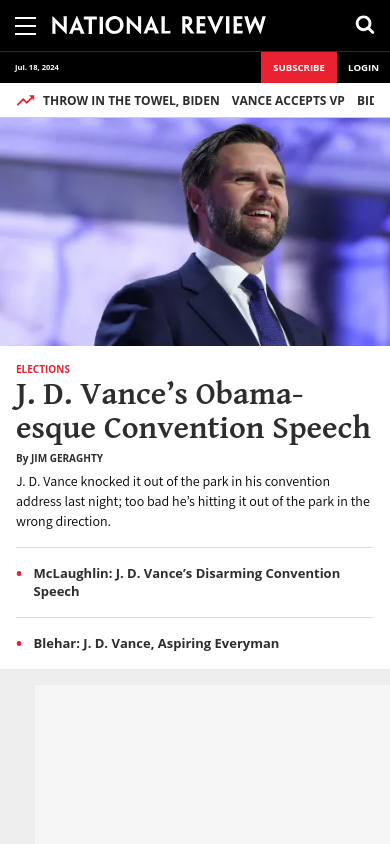 NATIONAL REVIEW
Jul. 18, 2024
SUBSCRIBE
LOGIN
THROW IN THE TOWEL, BIDEN VANCE ACCEPTS VP BID
ELECTIONS
J. D. Vance’s Obama-
esque Convention Speech
By JIM GERAGHTY
J. D. Vance knocked it out of the park in his convention
address last night; too bad he’s hitting it out of the park in the
wrong direction.
McLaughlin: J. D. Vance’s Disarming Convention
Speech
Blehar: J. D. Vance, Aspiring Everyman